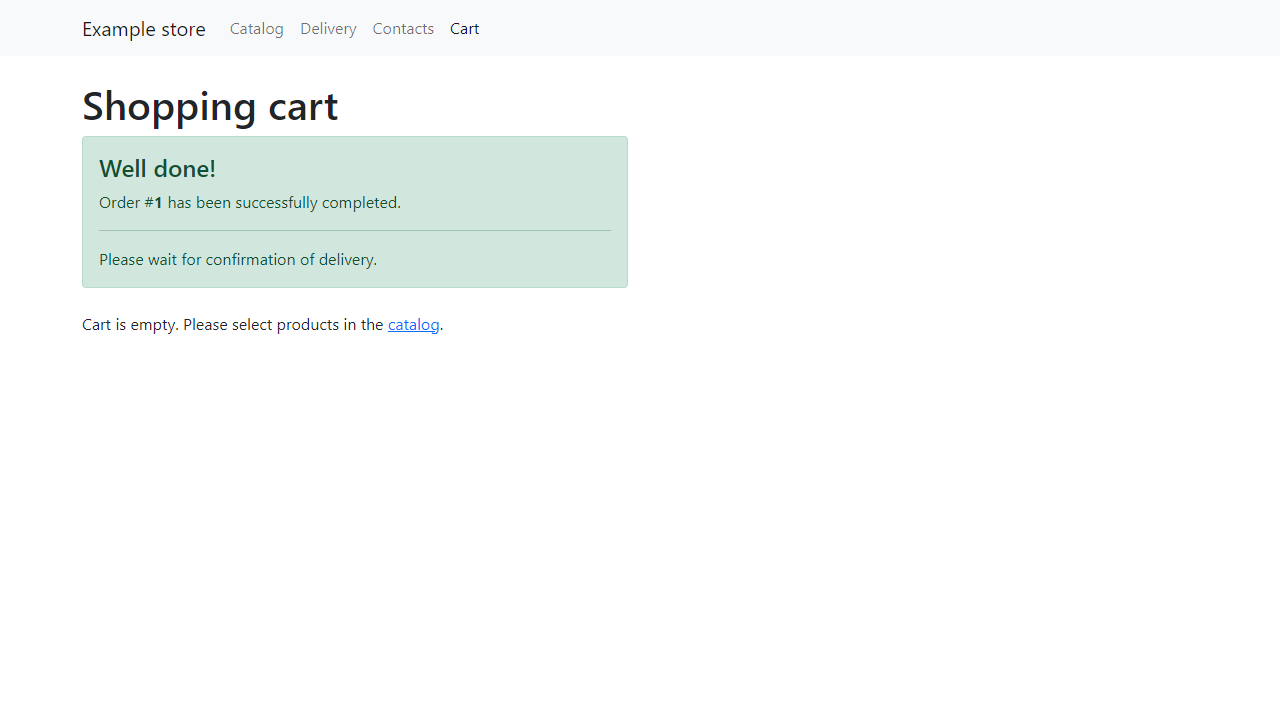 Example store Catalog Delivery Contacts Cart
Shopping cart
Well done!
Order #1 has been successfully completed.
Please wait for confirmation of delivery.
Cart is empty. Please select products in the catalog.